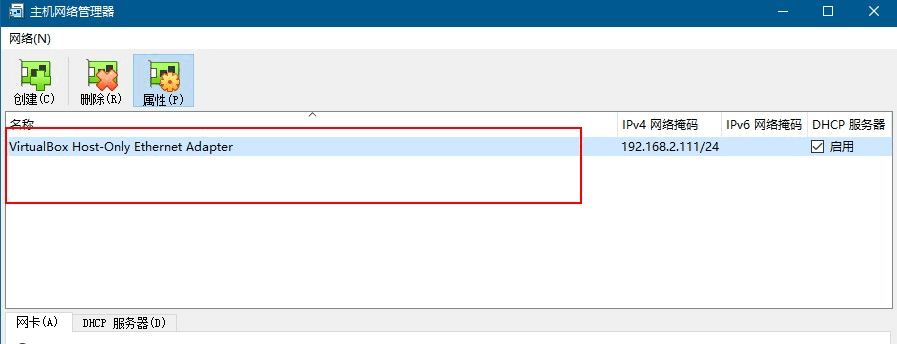 主机网络管理器
网络(N)
创建(C) 删除(R) 属性(P)
名称 IPv4 网络掩码 IPv6 网络掩码 DHCP 服务器
VirtualBox Host-Only Ethernet Adapter 192.168.2.111/24 启用
网卡(A) DHCP 服务器(D)